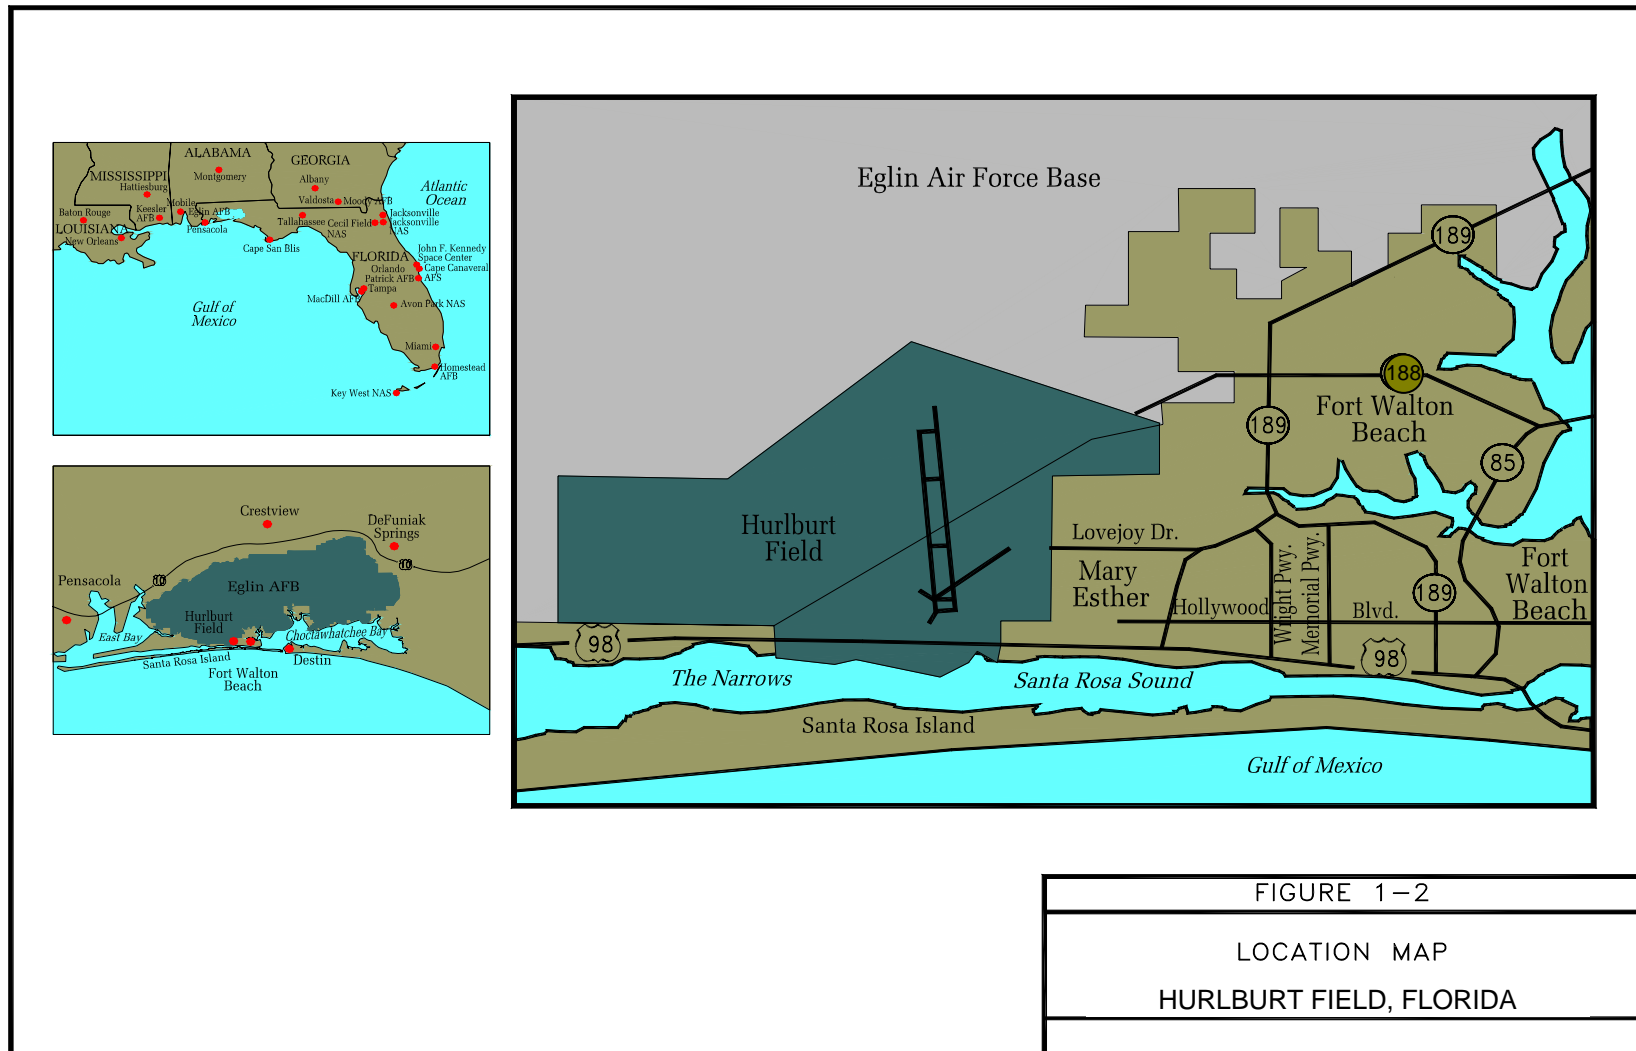 ALABAMA
GEORGIA
MISSISSIPPI
Hattiesburg
Montgomery
Albany
Atlantic
Ocean
Mobile
Valdosta
Moody AFB
Baton Rouge
Keesler
AFB
Eglin AFB
Pensacola
Tallahassee
Cecil Field
NAS
Jacksonville
Jacksonville
NAS
LOUISIANA
New Orleans
Cape San Blis
FLORIDA
John F. Kennedy
Space Center
Orlando
Cape Canaveral
AFS
Patrick AFB
Tampa
MacDill AFB
Avon Park NAS
Gulf of
Mexico
Miami
Homestead
AFB
Key West NAS
Crestview
DeFuniak
Springs
10
10
Pensacola
Eglin AFB
Hurlburt
Field
East Bay
Choctawhatchee Bay
Santa Rosa Island
Destin
Fort Walton
Beach
Eglin Air Force Base
189
188
Fort Walton
Beach
189
85
Hurlburt
Field
Lovejoy Dr.
Mary
Esther
Hollywood
Wright Pwy.
Memorial Pwy.
Blvd.
189
Fort
Walton
Beach
98
98
The Narrows
Santa Rosa Sound
Santa Rosa Island
Gulf of Mexico
FIGURE 1-2
LOCATION MAP
HURLBURT FIELD, FLORIDA